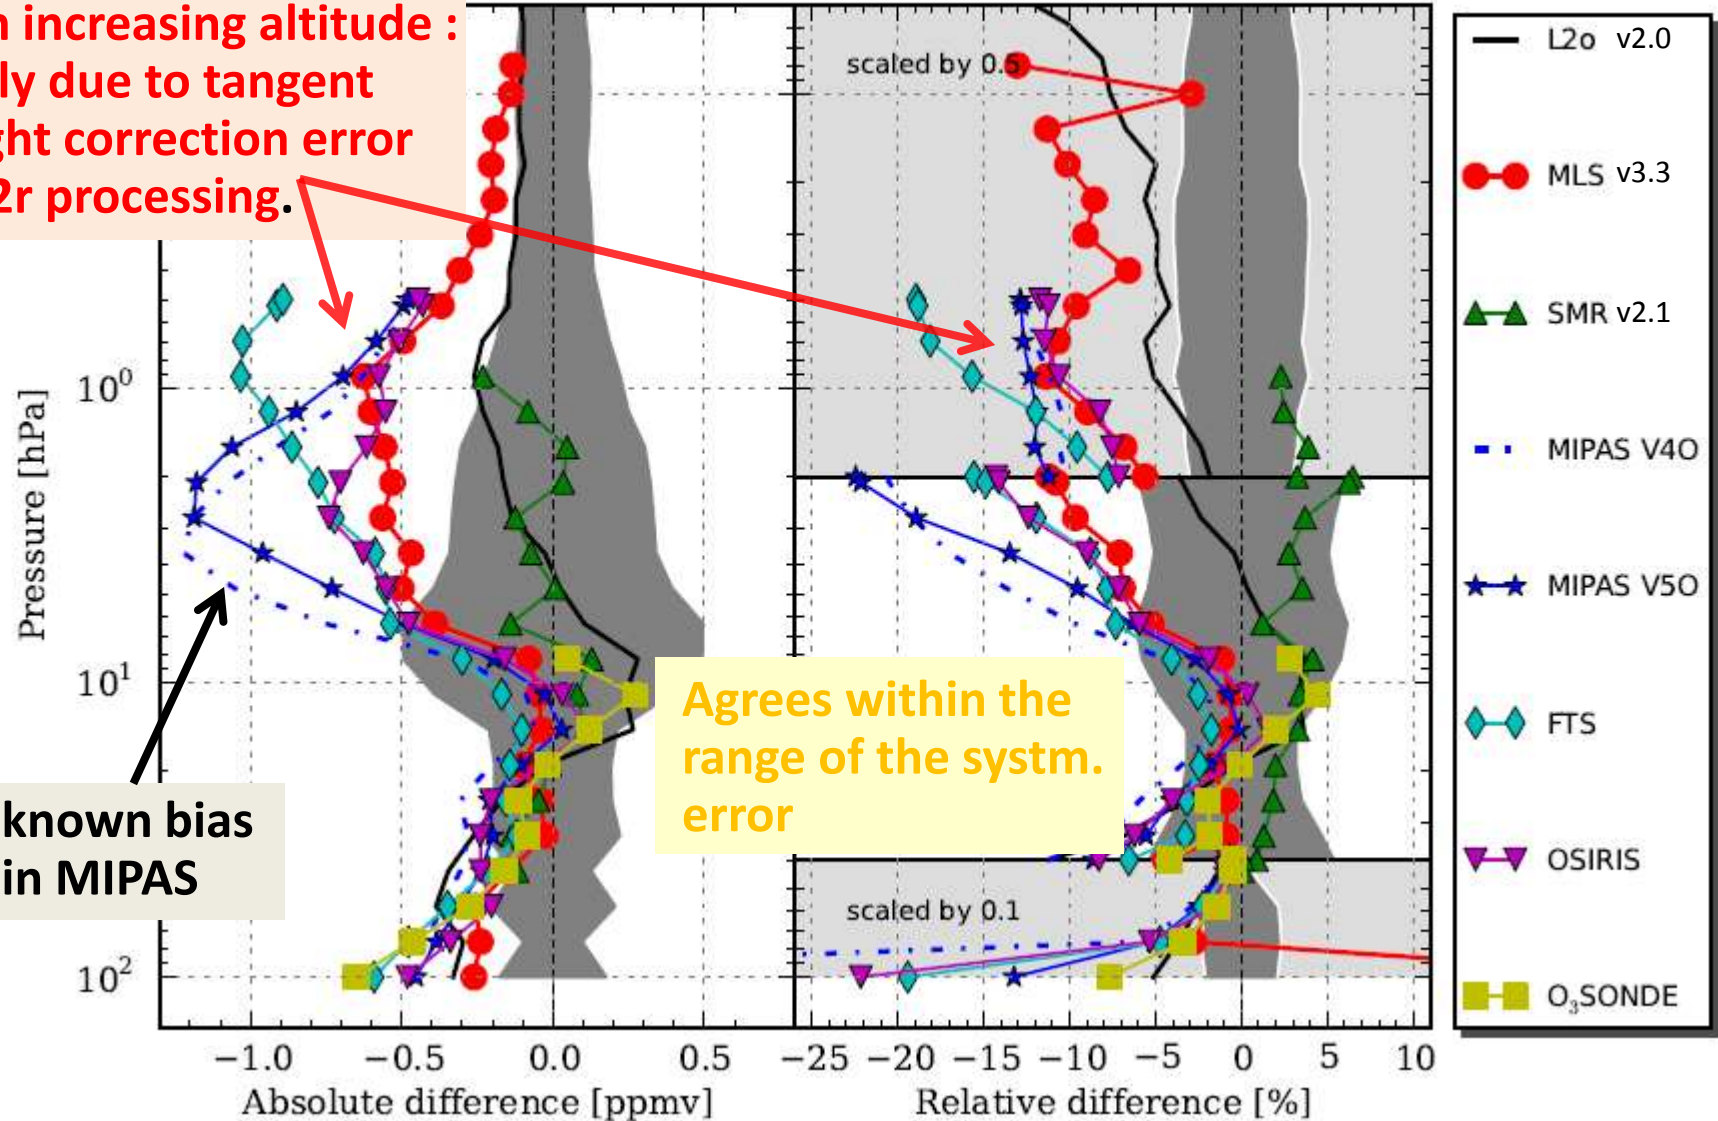 increasing altitude :
due to tangent
correction error
processing.
scaled by 0.5
Agrees within the
range of the systm.
error
known bias
in MIPAS
scaled by 0.1
Pressure [hPa]
10⁰
10¹
10²
−1.0 −0.5 0.0 0.5
Absolute difference [ppmv]
−25 −20 −15 −10 −5 0 5 10
Relative difference [%]
L2o v2.0
MLS v3.3
SMR v2.1
MIPAS V4O
MIPAS V5O
FTS
OSIRIS
O₃SONDE